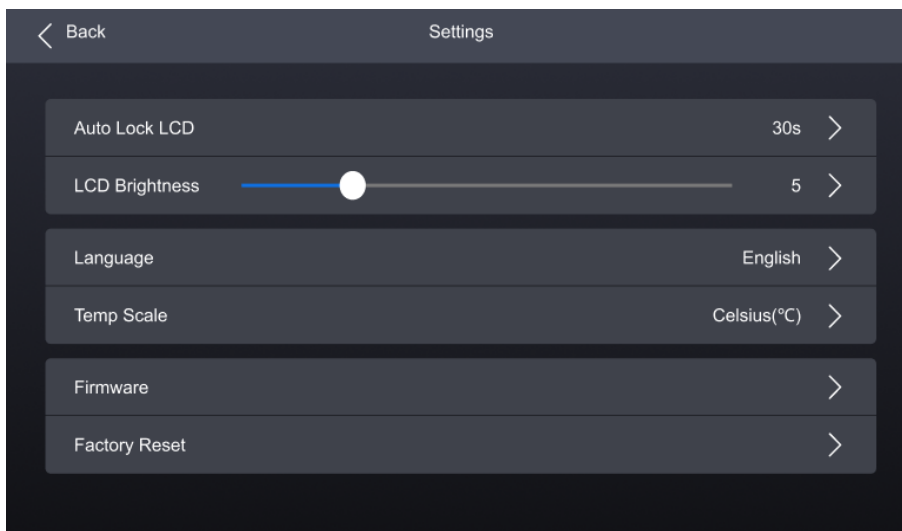 Back
Settings
Auto Lock LCD 30s
LCD Brightness 5
Language English
Temp Scale Celsius(℃)
Firmware
Factory Reset